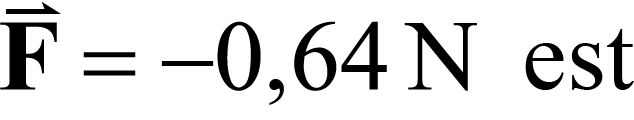 F⃗ = −0,64 N est